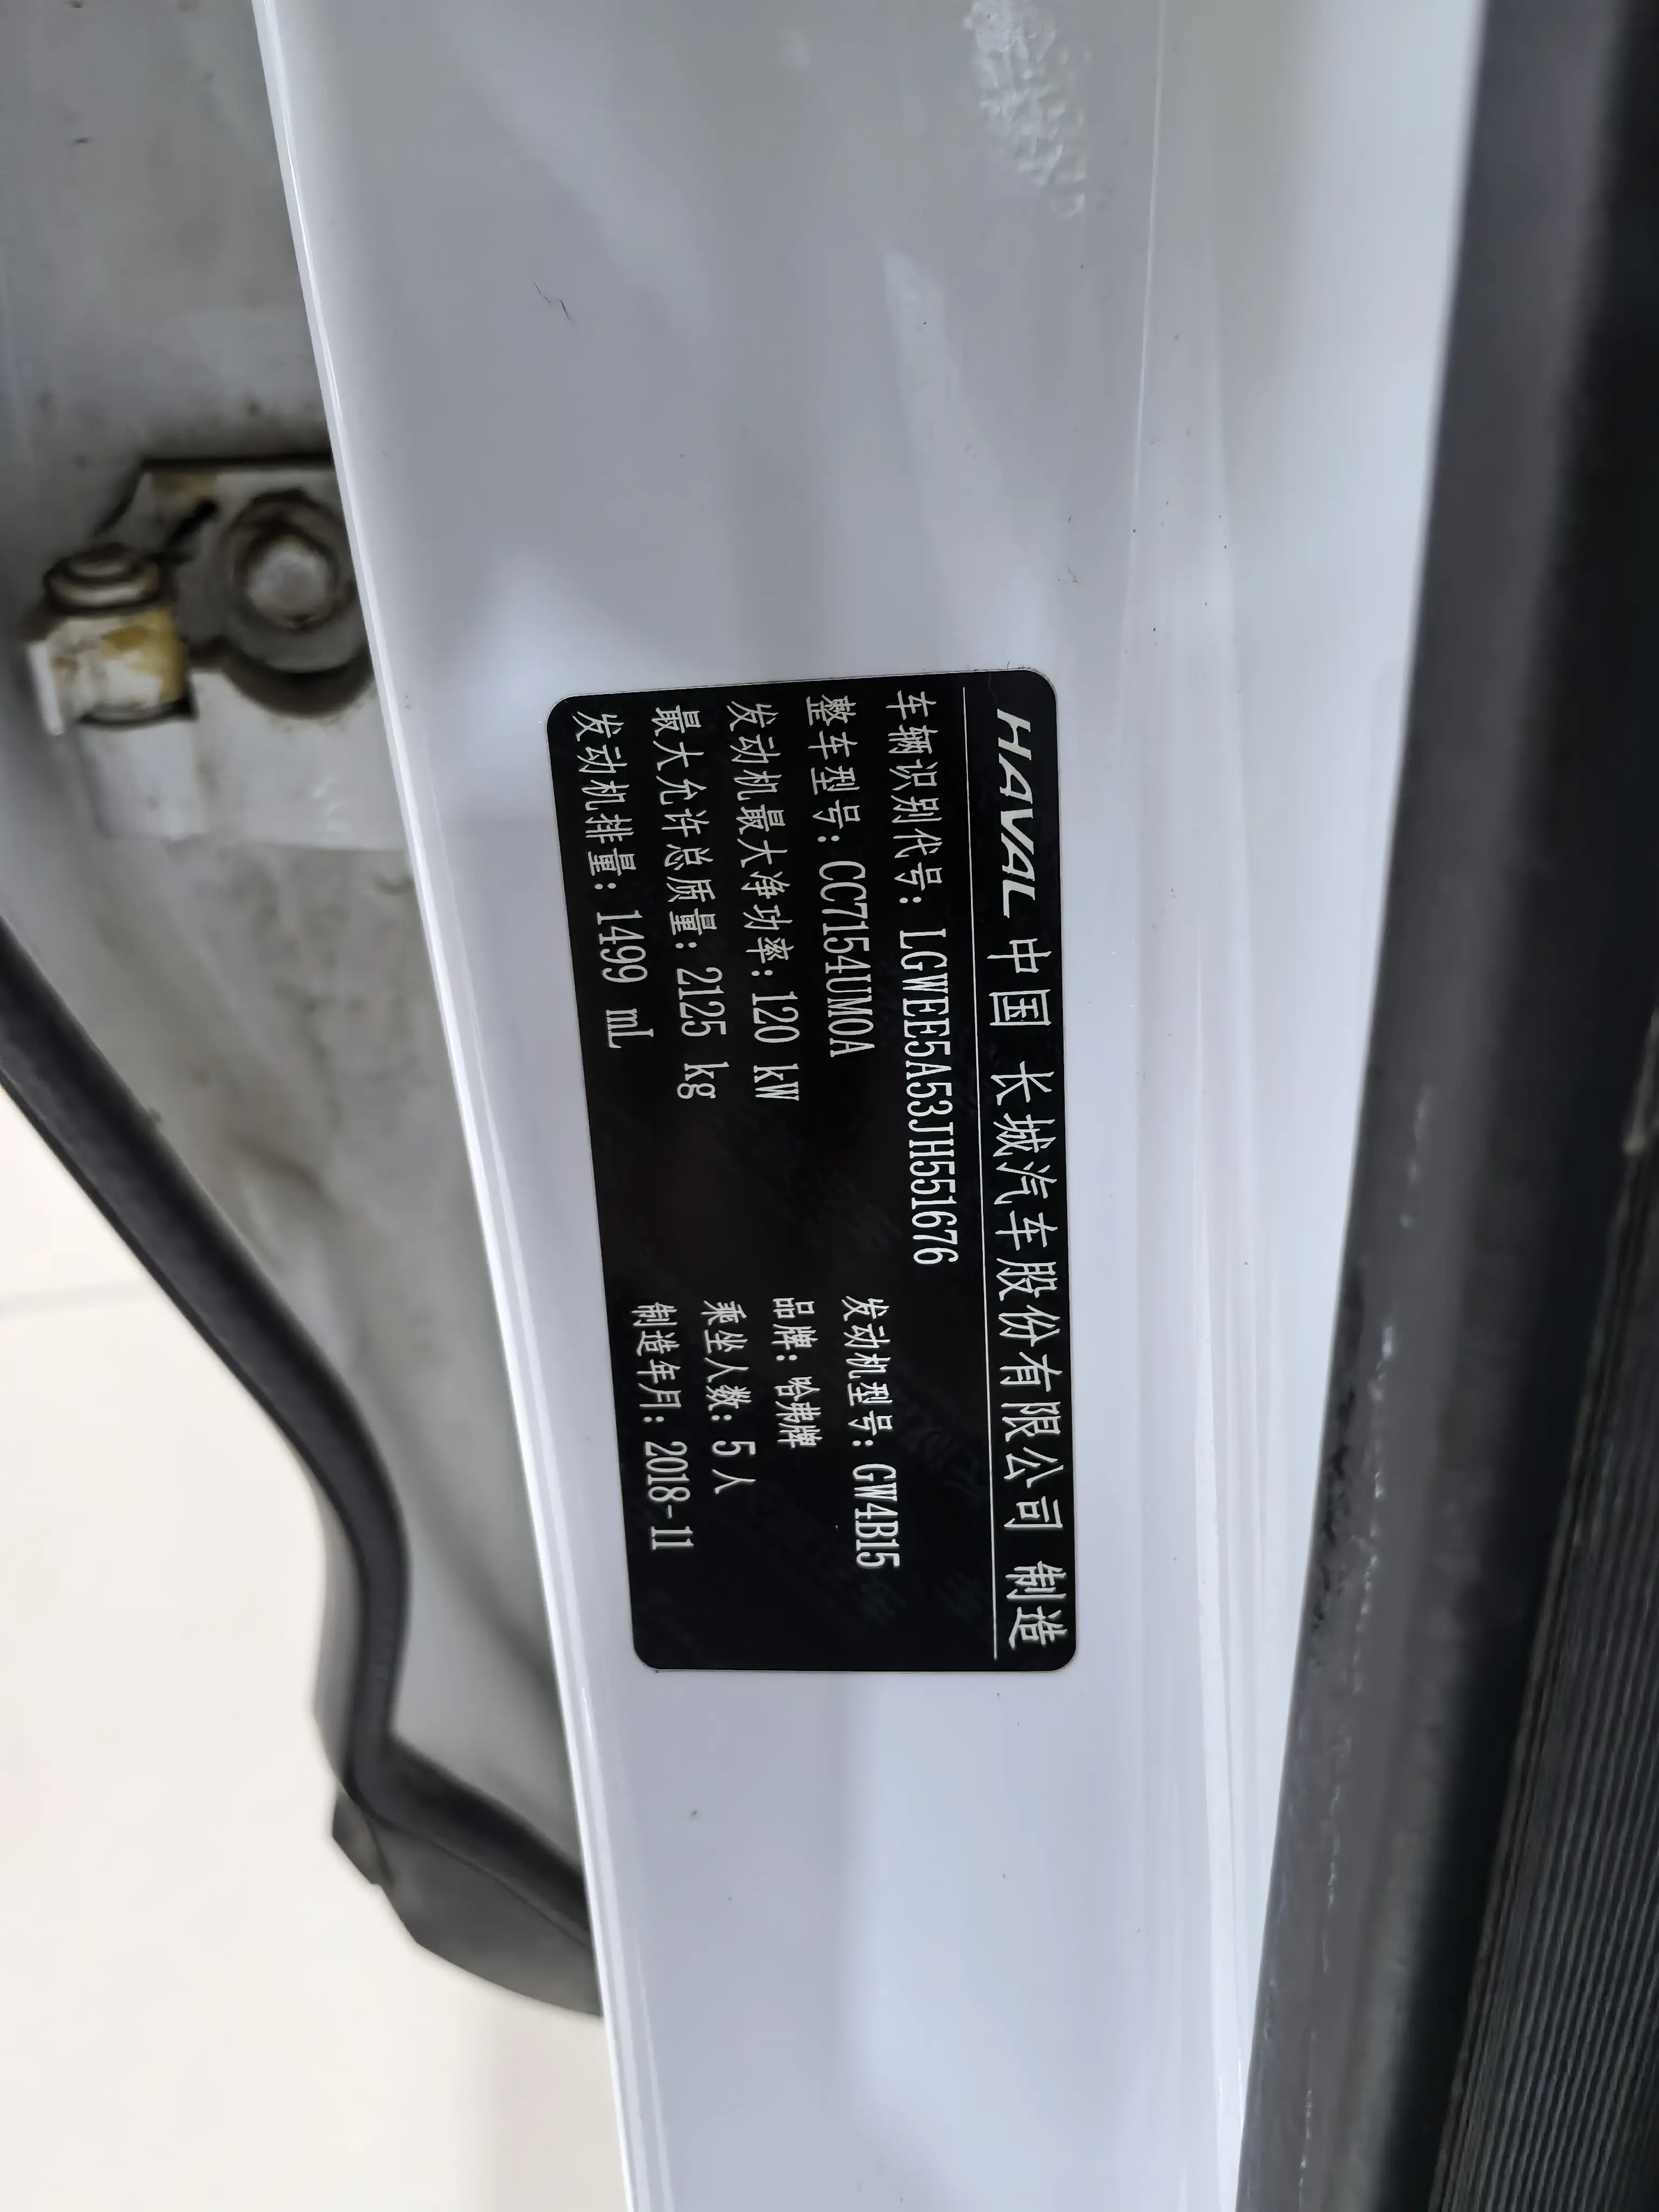 HAVAL 中国 长城汽车股份有限公司 制造
车辆识别代号: LGWEE5A53JH551676
整车型号: CC7154UM0A 发动机型号: GW4B15
发动机最大净功率: 120 kW 品牌: 哈弗牌
最大允许总质量: 2125 kg 乘坐人数: 5人
发动机排量: 1499 mL 制造年月: 2018-11